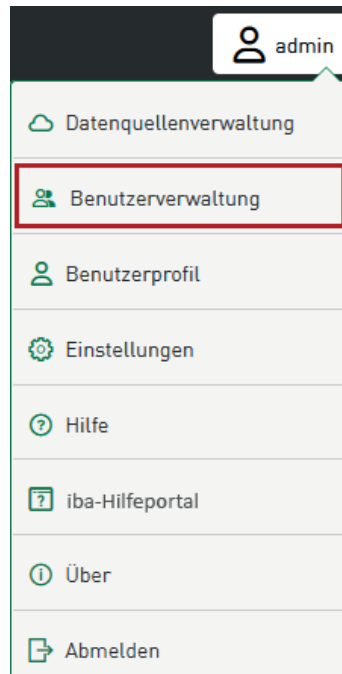 admin
Datenquellenverwaltung
Benutzerverwaltung
Benutzerprofil
Einstellungen
Hilfe
iba-Hilfeportal
Über
Abmelden